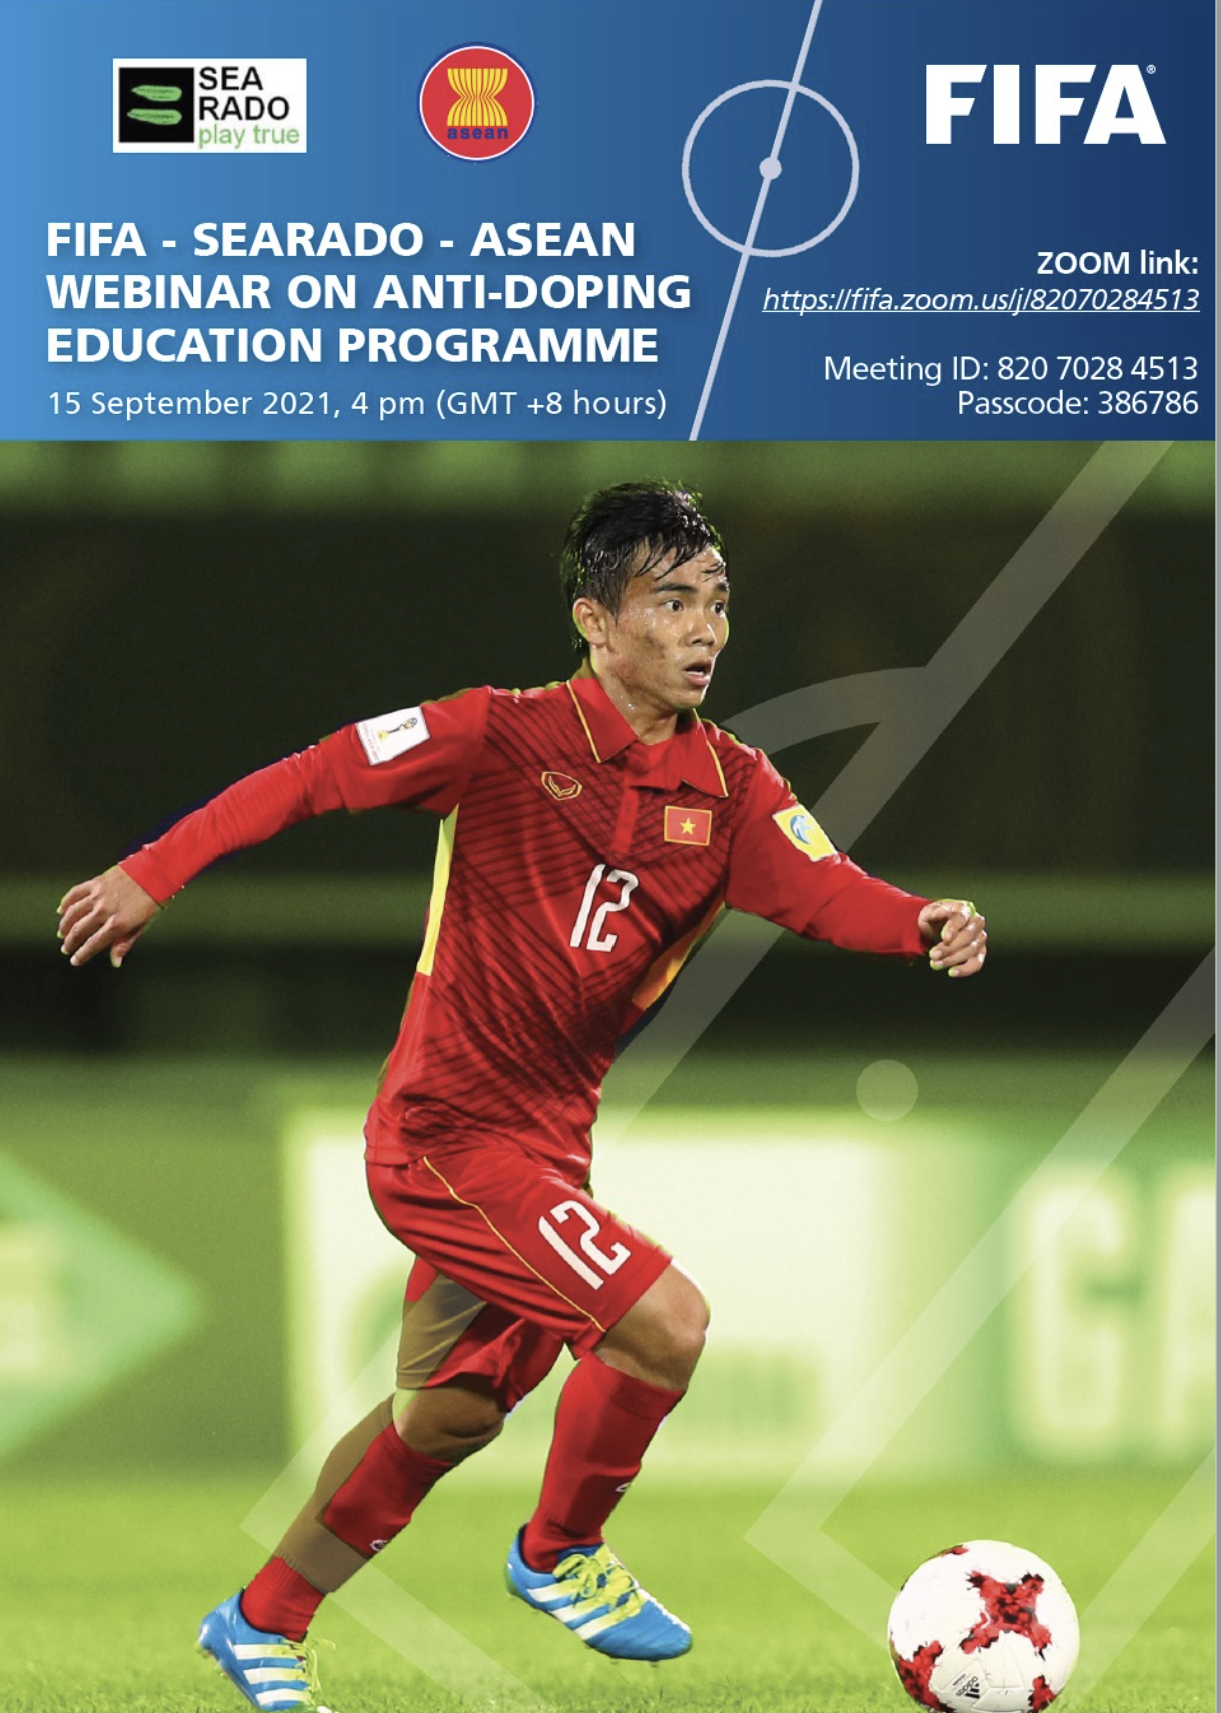 SEA
RADO
play true
asean
FIFA®
FIFA - SEARADO - ASEAN
WEBINAR ON ANTI-DOPING
EDUCATION PROGRAMME
15 September 2021, 4 pm (GMT +8 hours)
ZOOM link:
https://fifa.zoom.us/j/82070284513
Meeting ID: 820 7028 4513
Passcode: 386786
12
12
GA
adidas